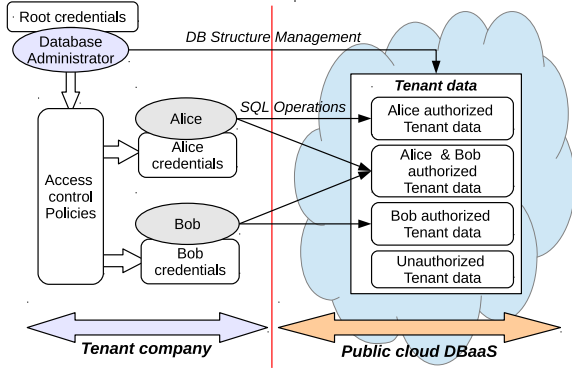 Root credentials
Database
Administrator
DB Structure Management
Tenant data
Alice
SQL Operations
Alice authorized
Tenant data
Alice
credentials
Alice & Bob
authorized
Tenant data
Access
control
Policies
Bob
Bob authorized
Tenant data
Bob
credentials
Unauthorized
Tenant data
Tenant company
Public cloud DBaaS